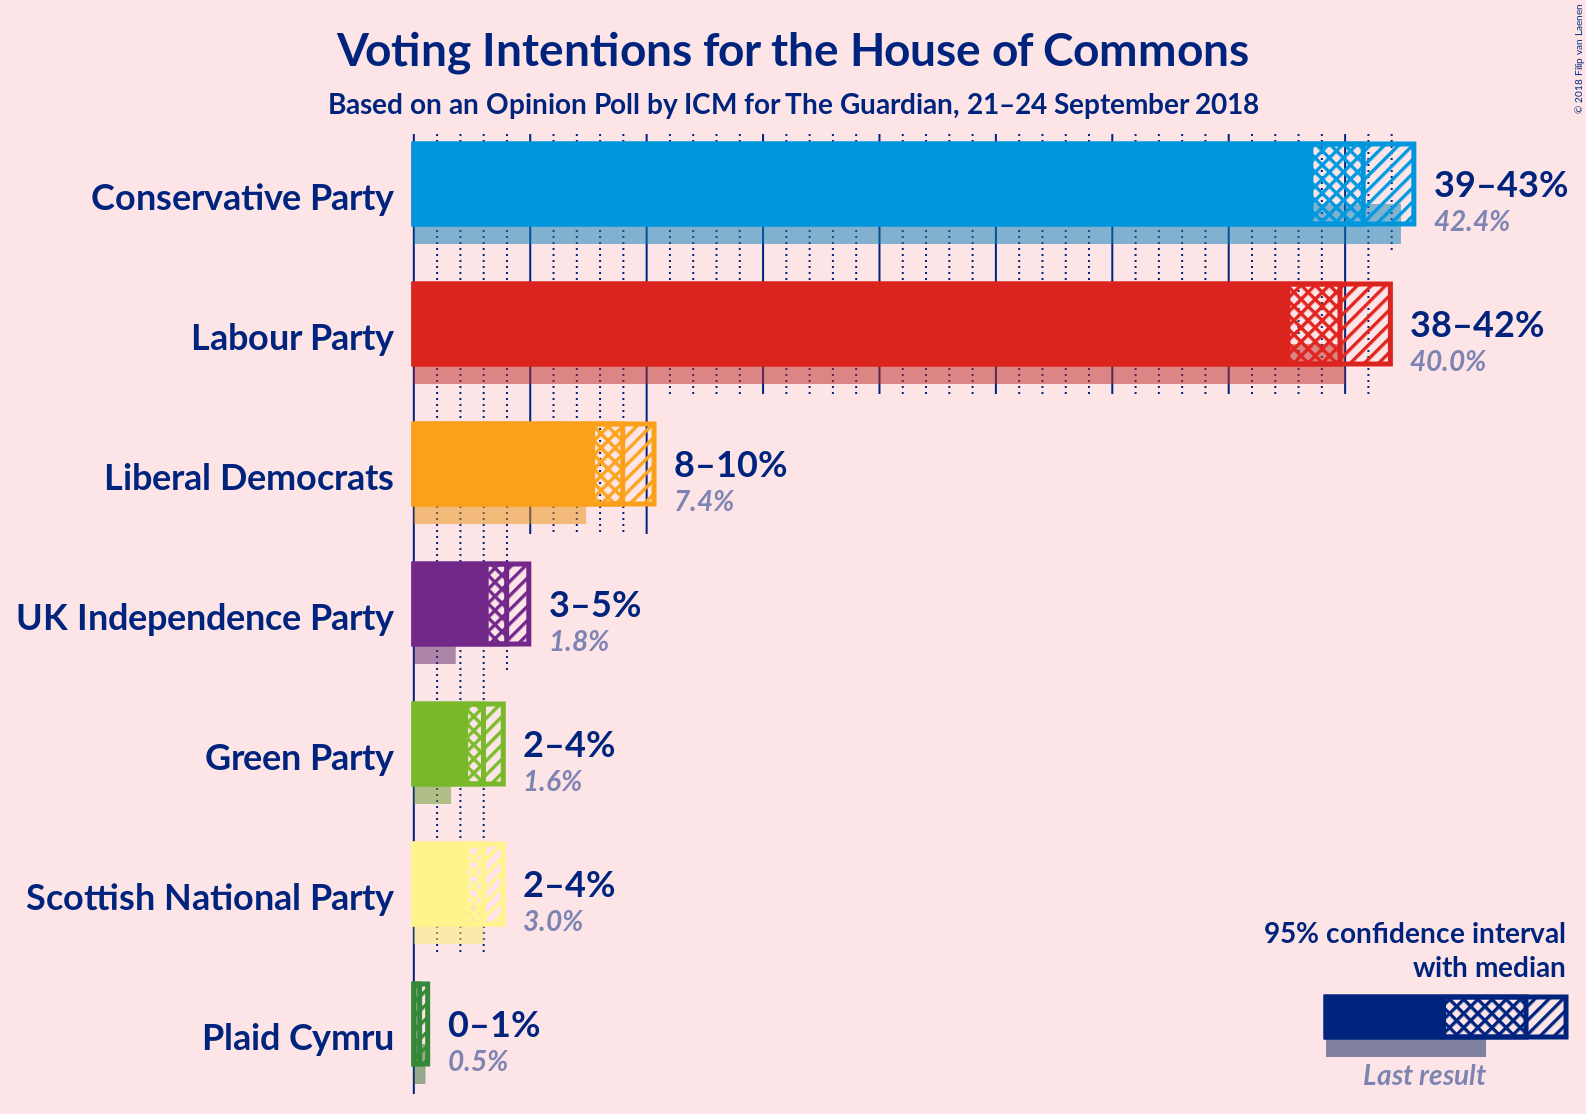 Voting Intentions for the House of Commons
Based on an Opinion Poll by ICM for The Guardian, 21–24 September 2018
© 2018 Filip van Laenen
Conservative Party
39–43%
42.4%
Labour Party
38–42%
40.0%
Liberal Democrats
8–10%
7.4%
UK Independence Party
3–5%
1.8%
Green Party
2–4%
1.6%
Scottish National Party
2–4%
3.0%
Plaid Cymru
0–1%
0.5%
95% confidence interval
with median
Last result